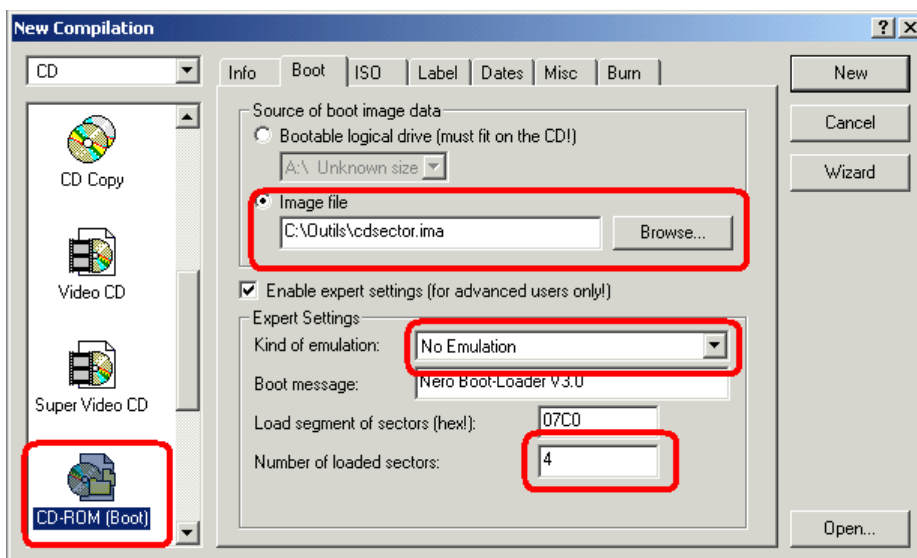 New Compilation
CD
CD Copy
Video CD
Super Video CD
CD-ROM (Boot)
Info Boot ISO Label Dates Misc Burn
Source of boot image data
Bootable logical drive (must fit on the CD!)
A:\ Unknown size
Image file
C:\Outils\cdsector.ima Browse...
Enable expert settings (for advanced users only!)
Expert Settings
Kind of emulation: No Emulation
Boot message: Nero Boot-Loader V3.0
Load segment of sectors (hex!): 07C0
Number of loaded sectors: 4
New
Cancel
Wizard
Open...